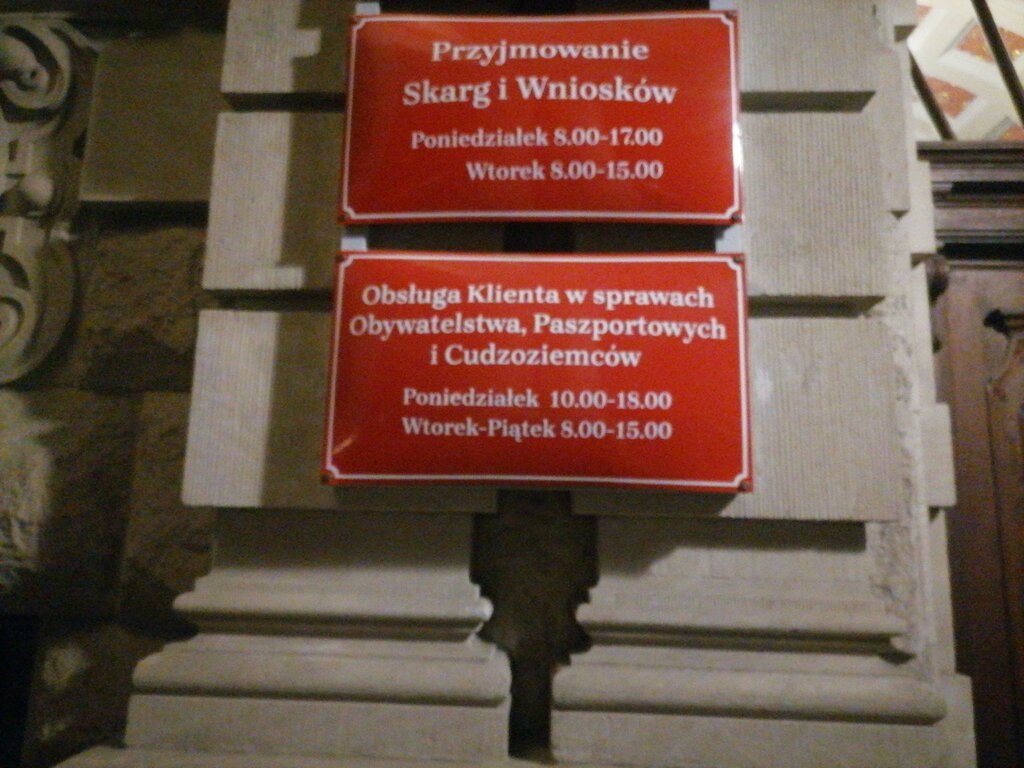 Przyjmowanie
Skarg i Wniosków
Poniedziałek 8.00-17.00
Wtorek 8.00-15.00
Obsługa Klienta w sprawach
Obywatelstwa, Paszportowych
i Cudzoziemców
Poniedziałek 10.00-18.00
Wtorek-Piątek 8.00-15.00